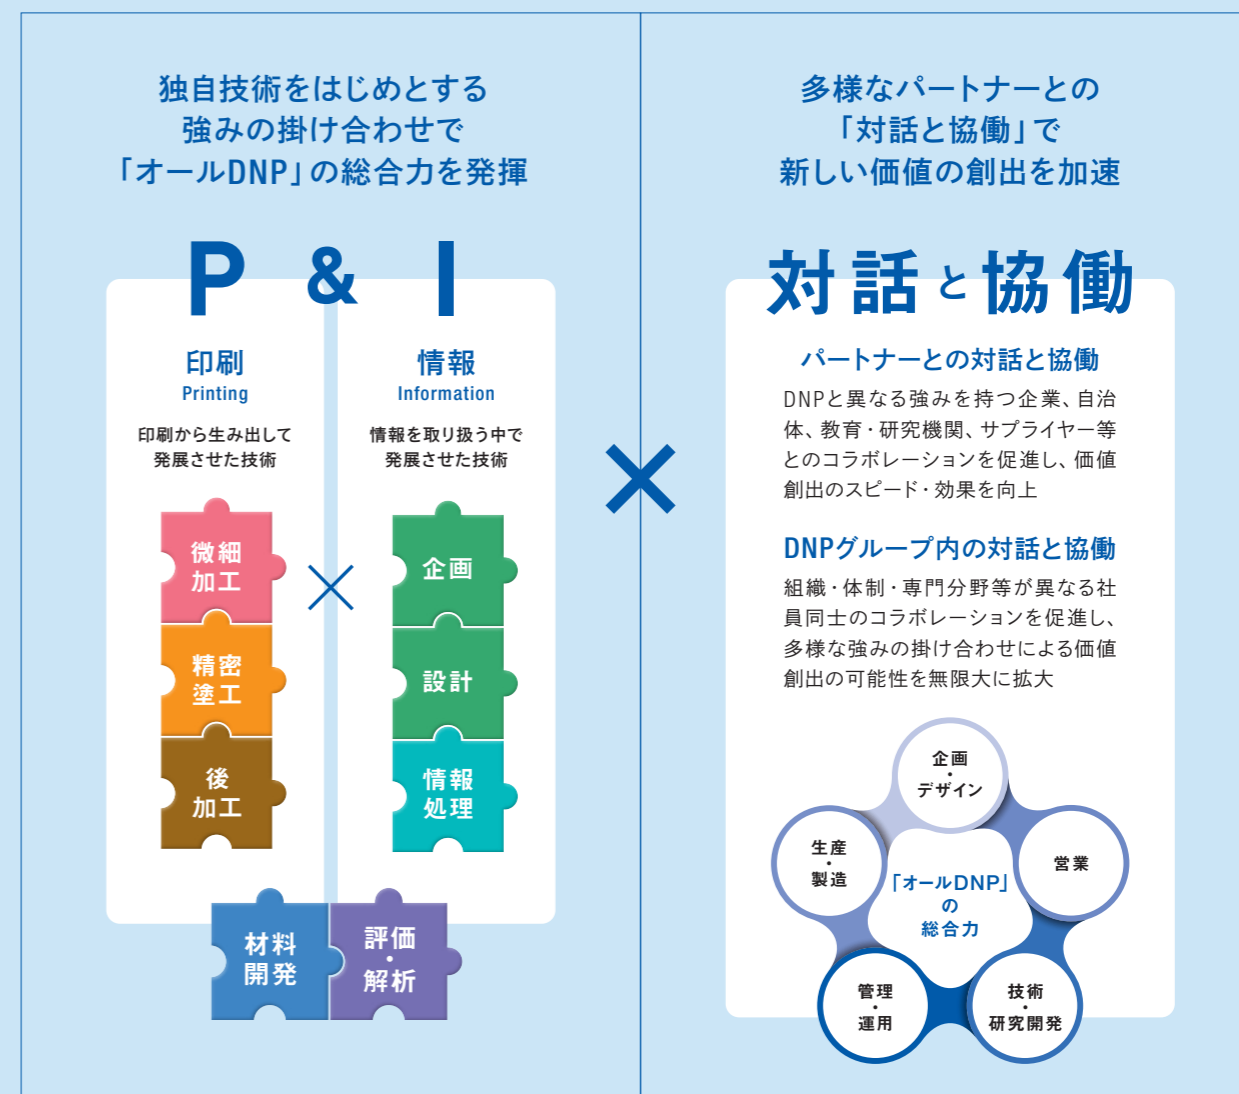 独自技術をはじめとする
強みの掛け合わせで
「オールDNP」の総合力を発揮
P & I
印刷
Printing
印刷から生み出して
発展させた技術
微細
加工
精密
塗工
後
加工
×
情報
Information
情報を取り扱う中で
発展させた技術
企画
設計
情報
処理
材料
開発
評価
・
解析
×
多様なパートナーとの
「対話と協働」で
新しい価値の創出を加速
対話と協働
パートナーとの対話と協働
DNPと異なる強みを持つ企業、自治
体、教育・研究機関、サプライヤー等
とのコラボレーションを促進し、価値
創出のスピード・効果を向上
DNPグループ内の対話と協働
組織・体制・専門分野等が異なる社
員同士のコラボレーションを促進し、
多様な強みの掛け合わせによる価値
創出の可能性を無限大に拡大
企画
・
デザイン
生産
・
製造
営業
「オールDNP」
の
総合力
管理
・
運用
技術
・
研究開発